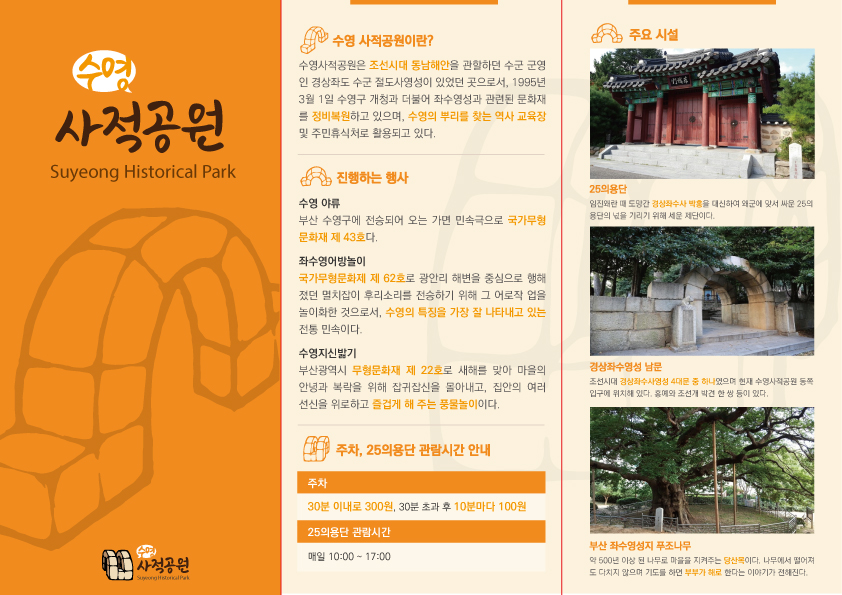 수영
사적공원
Suyeong Historical Park
수영
사적공원
Suyeong Historical Park
수영 사적공원이란?
수영사적공원은 조선시대 동남해안을 관할하던 수군 군영
인 경상좌도 수군 절도사영성이 있었던 곳으로서, 1995년
3월 1일 수영구 개청과 더불어 좌수영성과 관련된 문화재
를 정비복원하고 있으며, 수영의 뿌리를 찾는 역사 교육장
및 주민휴식처로 활용되고 있다.
진행하는 행사
수영 야류
부산 수영구에 전승되어 오는 가면 민속극으로 국가무형
문화재 제 43호다.
좌수영어방놀이
국가무형문화재 제 62호로 광안리 해변을 중심으로 행해
졌던 멸치잡이 후리소리를 전승하기 위해 그 어로작 업을
놀이화한 것으로서, 수영의 특징을 가장 잘 나타내고 있는
전통 민속이다.
수영지신밟기
부산광역시 무형문화재 제 22호로 새해를 맞아 마을의
안녕과 복락을 위해 잡귀잡신을 몰아내고, 집안의 여러
선신을 위로하고 즐겁게 해 주는 풍물놀이이다.
주차, 25의용단 관람시간 안내
주차
30분 이내로 300원, 30분 초과 후 10분마다 100원
25의용단 관람시간
매일 10:00 ~ 17:00
주요 시설
25의용단
임진왜란 때 도망간 경상좌수사 박홍을 대신하여 왜군에 맞서 싸운 25의
용단의 넋을 기리기 위해 세운 제단이다.
경상좌수영성 남문
조선시대 경상좌수사영성 4대문 중 하나였으며 현재 수영사적공원 동쪽
입구에 위치해 있다. 홍예와 조선개 박견 한 쌍 등이 있다.
부산 좌수영성지 푸조나무
약 500년 이상 된 나무로 마을을 지켜주는 당산목이다. 나무에서 떨어져
도 다치지 않으며 기도를 하면 부부가 해로 한다는 이야기가 전해진다.